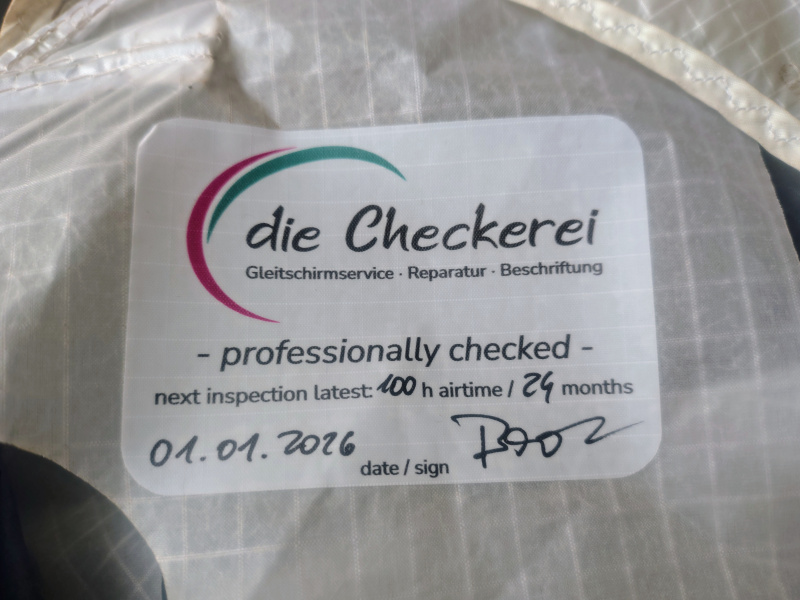 die Checkerei
Gleitschirmservice · Reparatur · Beschriftung
- professionally checked -
next inspection latest: 100 h airtime / 24 months
01.01.2026
date / sign